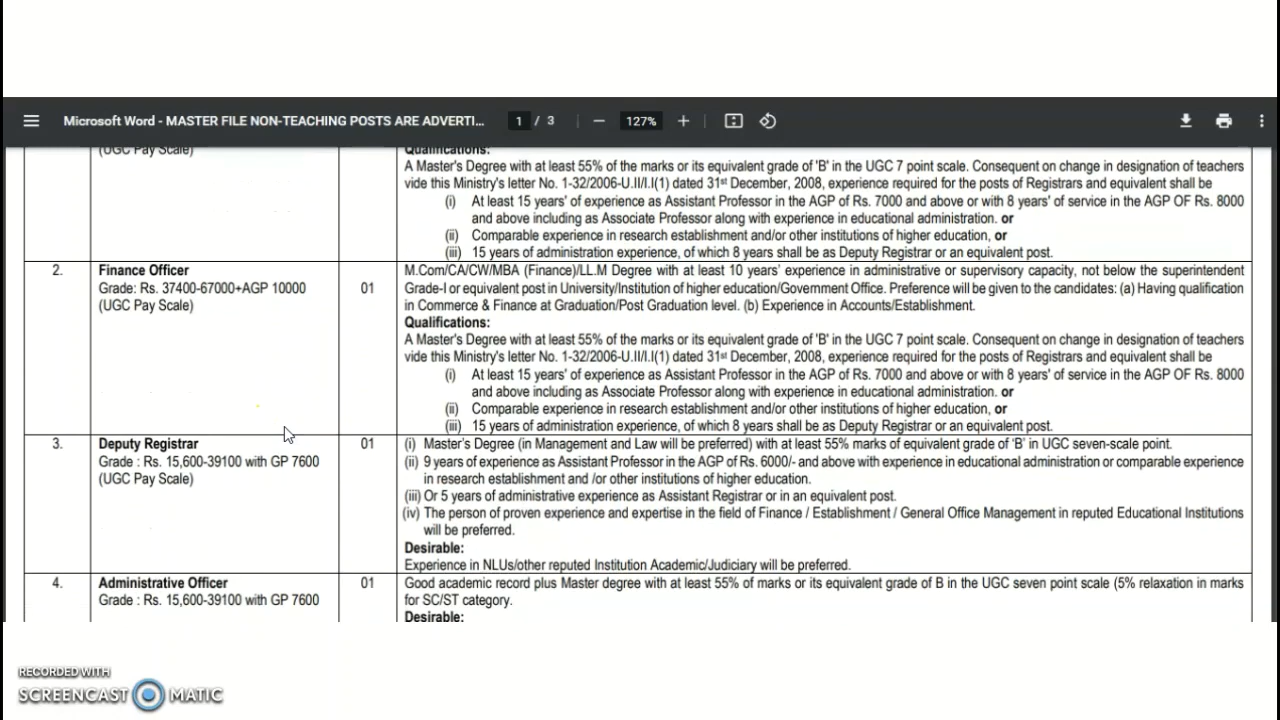 Microsoft Word - MASTER FILE NON-TEACHING POSTS ARE ADVERTI...
1 / 3
127%
(UGC Pay Scale)
Qualifications:
A Master's Degree with at least 55% of the marks or its equivalent grade of 'B' in the UGC 7 point scale. Consequent on change in designation of teachers
vide this Ministry's letter No. 1-32/2006-U.II/I.I(1) dated 31st December, 2008, experience required for the posts of Registrars and equivalent shall be
(i) At least 15 years' of experience as Assistant Professor in the AGP of Rs. 7000 and above or with 8 years' of service in the AGP OF Rs. 8000
and above including as Associate Professor along with experience in educational administration. or
(ii) Comparable experience in research establishment and/or other institutions of higher education, or
(iii) 15 years of administration experience, of which 8 years shall be as Deputy Registrar or an equivalent post.
2.
Finance Officer
Grade: Rs. 37400-67000+AGP 10000
(UGC Pay Scale)
01
M.Com/CA/CW/MBA (Finance)/LL.M Degree with at least 10 years' experience in administrative or supervisory capacity, not below the superintendent
Grade-I or equivalent post in University/Institution of higher education/Government Office. Preference will be given to the candidates: (a) Having qualification
in Commerce & Finance at Graduation/Post Graduation level. (b) Experience in Accounts/Establishment.
Qualifications:
A Master's Degree with at least 55% of the marks or its equivalent grade of 'B' in the UGC 7 point scale. Consequent on change in designation of teachers
vide this Ministry's letter No. 1-32/2006-U.II/I.I(1) dated 31st December, 2008, experience required for the posts of Registrars and equivalent shall be
(i) At least 15 years' of experience as Assistant Professor in the AGP of Rs. 7000 and above or with 8 years' of service in the AGP OF Rs. 8000
and above including as Associate Professor along with experience in educational administration. or
(ii) Comparable experience in research establishment and/or other institutions of higher education, or
(iii) 15 years of administration experience, of which 8 years shall be as Deputy Registrar or an equivalent post.
3.
Deputy Registrar
Grade : Rs. 15,600-39100 with GP 7600
(UGC Pay Scale)
01
(i) Master's Degree (in Management and Law will be preferred) with at least 55% marks of equivalent grade of 'B' in UGC seven-scale point.
(ii) 9 years of experience as Assistant Professor in the AGP of Rs. 6000/- and above with experience in educational administration or comparable experience
in research establishment and /or other institutions of higher education.
(iii) Or 5 years of administrative experience as Assistant Registrar or in an equivalent post.
(iv) The person of proven experience and expertise in the field of Finance / Establishment / General Office Management in reputed Educational Institutions
will be preferred.
Desirable:
Experience in NLUs/other reputed Institution Academic/Judiciary will be preferred.
4.
Administrative Officer
Grade : Rs. 15,600-39100 with GP 7600
01
Good academic record plus Master degree with at least 55% of marks or its equivalent grade of B in the UGC seven point scale (5% relaxation in marks
for SC/ST category.
Desirable:
RECORDED WITH
SCREENCAST MATIC